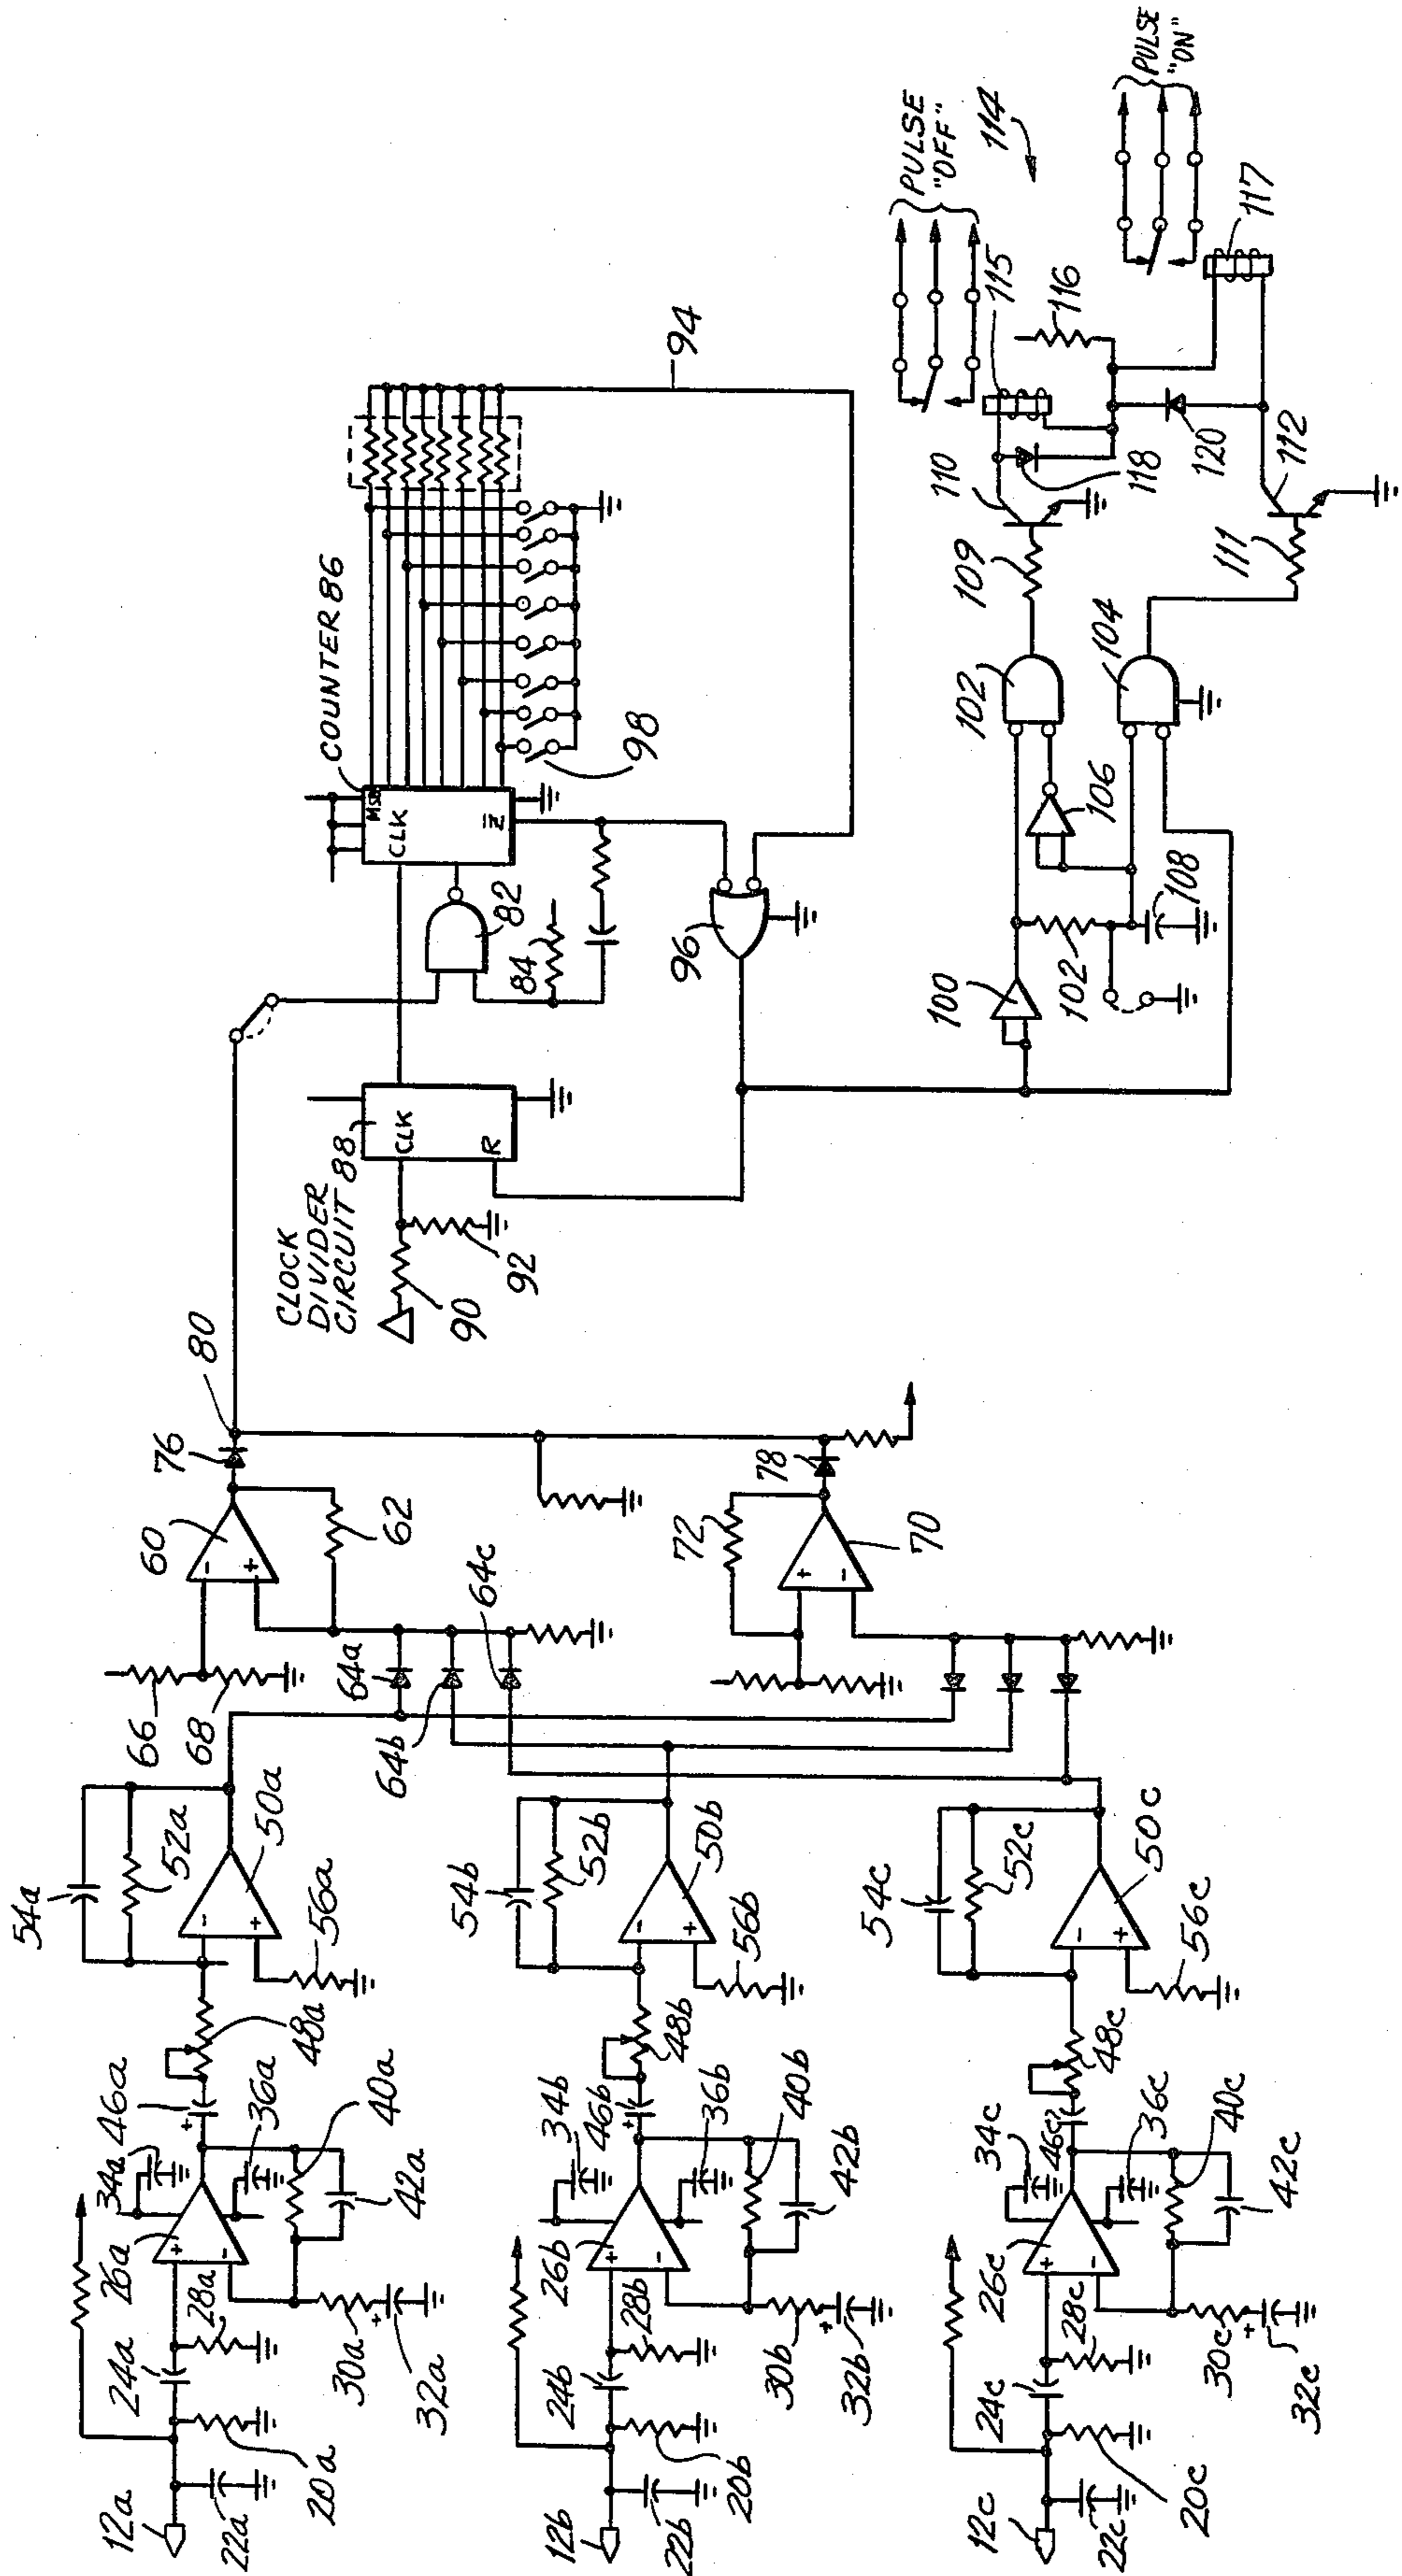 12a
22a
20a
24a
28a
26a
34a
46a
36a
30a
32a
40a
42a
48a
54a
52a
50a
56a
66
68
60
76
80
62
64a
64b
64c
12b
22b
20b
24b
28b
26b
34b
46b
36b
30b
32b
40b
42b
48b
54b
52b
50b
56b
72
78
70
12c
22c
20c
24c
28c
26c
34c
46c
36c
30c
32c
40c
42c
48c
54c
52c
50c
56c
+
-
-
+
-
+
+
+
+
-
-
+
+
-
+
+
+
-
-
+
+
+
-
+
CLOCK
DIVIDER
CIRCUIT 88
CLK
R
90
92
COUNTER 86
MSB
CLK
Z
82
84
98
94
96
100
102
108
106
102
104
109
110
111
112
118
120
115
116
117
114
PULSE
"OFF"
PULSE
"ON"